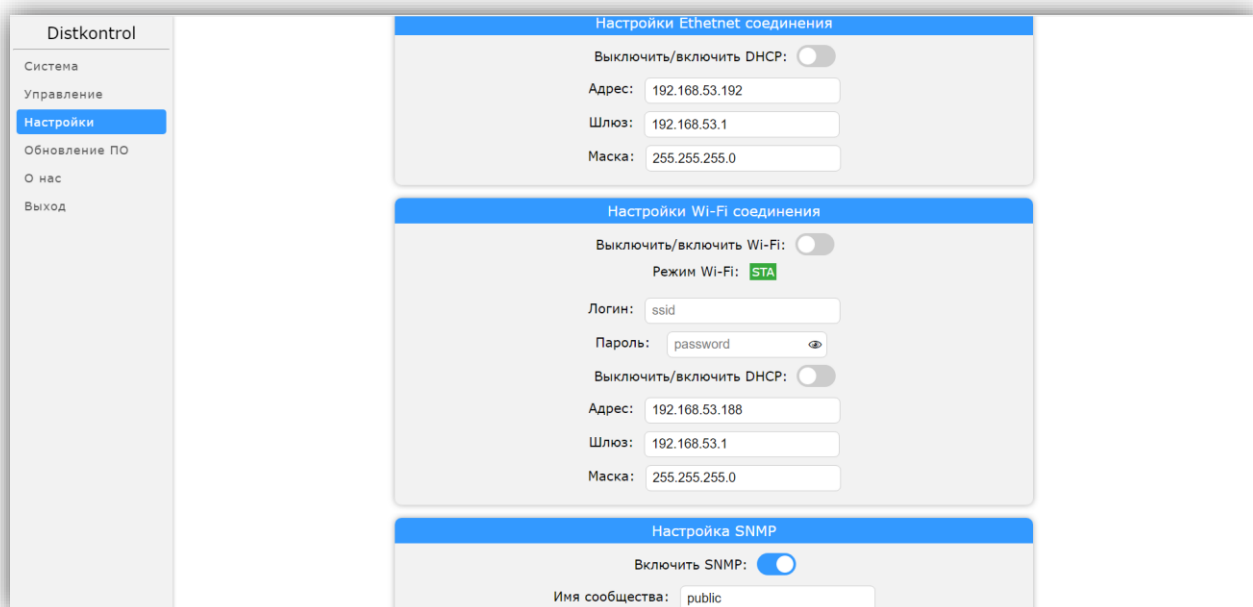 Distkontrol
Система
Управление
Настройки
Обновление ПО
О нас
Выход
Настройки Ethetnet соединения
Выключить/включить DHCP:
Адрес: 192.168.53.192
Шлюз: 192.168.53.1
Маска: 255.255.255.0
Настройки Wi-Fi соединения
Выключить/включить Wi-Fi:
Режим Wi-Fi: STA
Логин: ssid
Пароль: password
Выключить/включить DHCP:
Адрес: 192.168.53.188
Шлюз: 192.168.53.1
Маска: 255.255.255.0
Настройка SNMP
Включить SNMP:
Имя сообщества: public